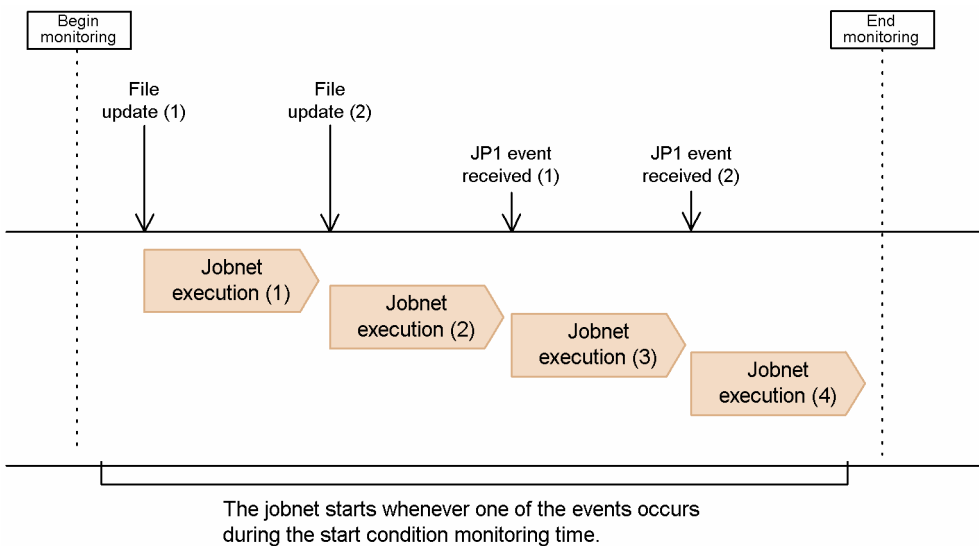 Begin
monitoring
End
monitoring
File
update (1)
File
update (2)
JP1 event
received (1)
JP1 event
received (2)
Jobnet
execution (1)
Jobnet
execution (2)
Jobnet
execution (3)
Jobnet
execution (4)
The jobnet starts whenever one of the events occurs
during the start condition monitoring time.